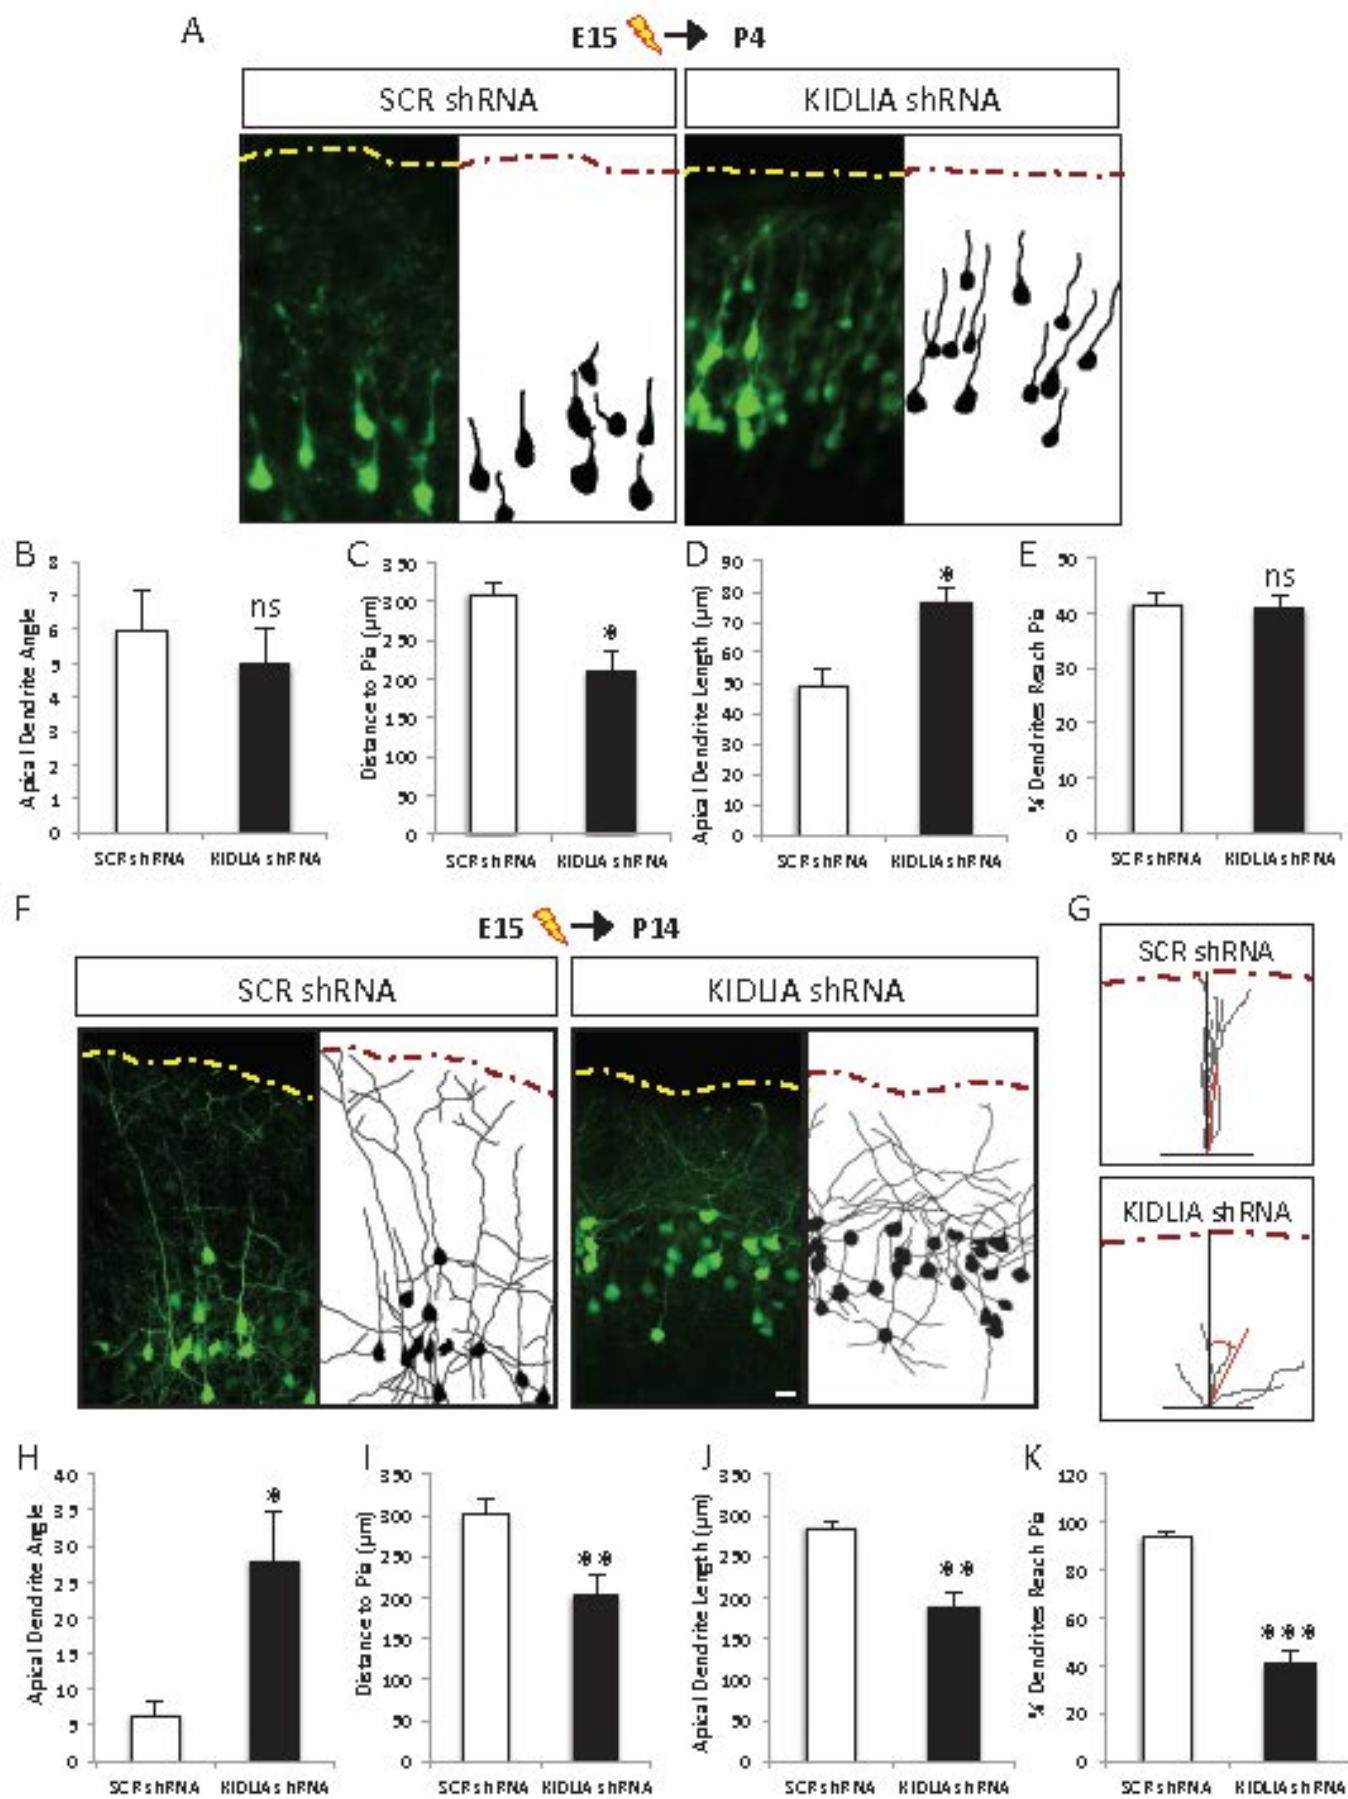 A
E15 P4
SCR shRNA
KIDLIA shRNA
B
Apical Dendrite Angle
8
7
6
5
4
3
2
1
0
ns
SCR shRNA KIDLIA shRNA
C
Distance to Pia (µm)
350
300
250
200
150
100
50
0
*
SCR shRNA KIDLIA shRNA
D
Apical Dendrite Length (µm)
90
80
70
60
50
40
30
20
10
0
*
SCR shRNA KIDLIA shRNA
E
% Dendrites Reach Pia
50
40
30
20
10
0
ns
SCR shRNA KIDLIA shRNA
F
E15 P14
SCR shRNA
KIDLIA shRNA
G
SCR shRNA
KIDLIA shRNA
H
Apical Dendrite Angle
40
35
30
25
20
15
10
5
0
*
SCR shRNA KIDLIA shRNA
I
Distance to Pia (µm)
350
300
250
200
150
100
50
0
**
SCR shRNA KIDLIA shRNA
J
Apical Dendrite Length (µm)
350
300
250
200
150
100
50
0
**
SCR shRNA KIDLIA shRNA
K
% Dendrites Reach Pia
120
100
80
60
40
20
0
***
SCR shRNA KIDLIA shRNA